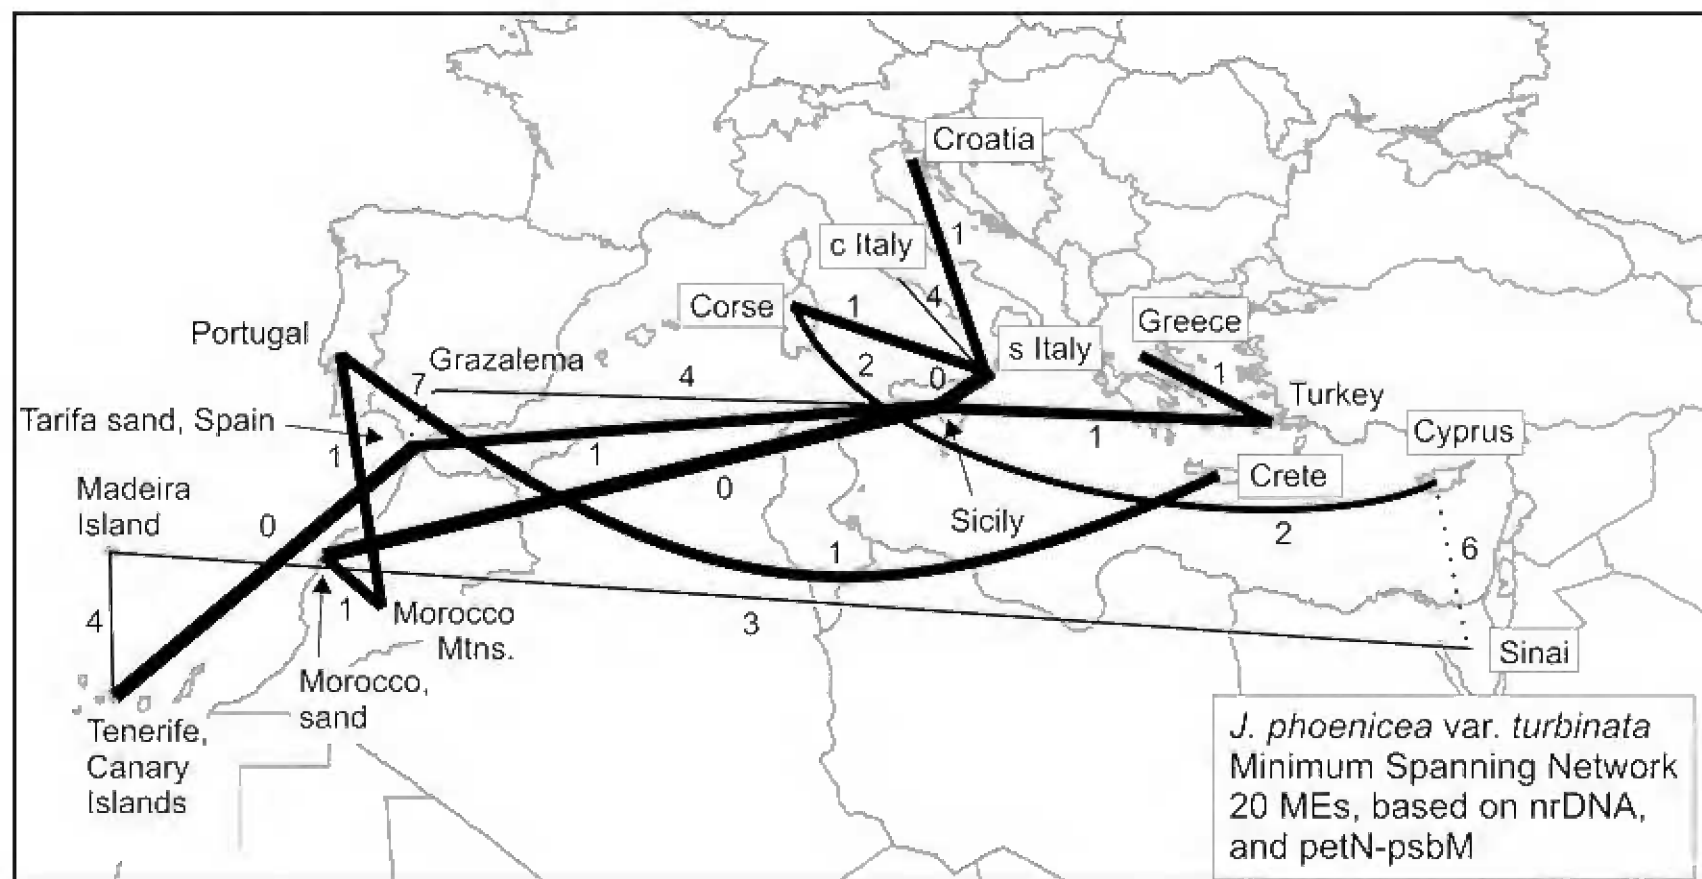 Croatia
1
c Italy
4
Corse
1
s Italy
Greece
Portugal
Grazalema
2
0
1
Turkey
7
4
Tarifa sand, Spain
1
1
1
Cyprus
Madeira
Island
0
0
Crete
Sicily
2
6
1
4
1
Morocco
Mtns.
3
Sinai
Morocco,
sand
Tenerife,
Canary
Islands
J. phoenicea var. turbinata
Minimum Spanning Network
20 MEs, based on nrDNA,
and petN-psbM